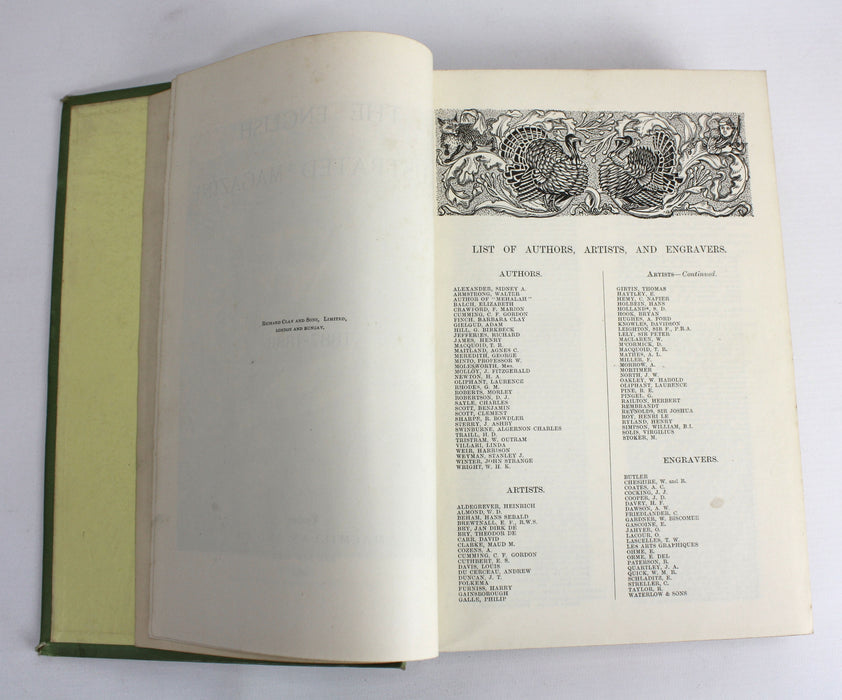 RICHARD CLAY AND SONS, LIMITED,
LONDON AND BUNGAY.
LIST OF AUTHORS, ARTISTS, AND ENGRAVERS.
AUTHORS.
ALEXANDER, SIDNEY A.
ARMSTRONG, WALTER
AUTHOR OF "MEHALAH"
BALCH, ELIZABETH
CRAWFORD, F. MARION
CUMMING, C. F. GORDON
FINCH, BARBARA CLAY
GIELGUD, ADAM
HILL, G. BIRKBECK
JEFFERIES, RICHARD
JAMES, HENRY
MACQUOID, T. R.
MAITLAND, AGNES C.
MEREDITH, GEORGE
MINTO, PROFESSOR W.
MOLESWORTH, MRS.
MOLLOY, J. FITZGERALD
NEWTON, H. A.
OLIPHANT, LAURENCE
RHODES, G. M.
ROBERTS, MORLEY
ROBERTSON, D. J.
SAYLE, CHARLES
SCOTT, BENJAMIN
SCOTT, CLEMENT
SHARPE, R. BOWDLER
STERRY, J. ASHBY
SWINBURNE, ALGERNON CHARLES
TRAILL, H. D.
TRISTRAM, W. OUTRAM
VILLARI, LINDA
WEIR, HARRISON
WEYMAN, STANLEY J.
WINTER, JOHN STRANGE
WRIGHT, W. H. K.
ARTISTS.
ALDEGREVER, HEINRICH
ALMOND, W. D.
BEHAM, HANS SEBALD
BREWTNALL, E. F., R.W.S.
BRY, JAN DIRK DE
BRY, THEODOR DE
CARR, DAVID
CLARKE, MAUD M.
COZENS, A.
CUMMING, C. F. GORDON
CUTHBERT, E. S.
DAVIS, LOUIS
DU CERCEAU, ANDREW
DUNCAN, J. T.
FOLKEMA
FURNISS, HARRY
GAINSBOROUGH
GALLE, PHILIP
ARTISTS—Continued.
GIRTIN, THOMAS
HATTLEY, E.
HEMY, C. NAPIER
HOLBEIN, HANS
HOLLANDS, S. D.
HOOK, BRYAN
HUGHES, A. FORD
KNOWLES, DAVIDSON
LEIGHTON, SIR F., P.R.A.
LELY, SIR PETER
MACLAREN, W.
McCORMICK, D.
MACQUOID, T. R.
MATHES, A. L.
MILLER, F.
MORROW, A.
MORTIMER
NORTH, J. W.
OAKLEY, W. HAROLD
OLIPHANT, LAURENCE
PINE, R. E.
PINGEL, G.
RAILTON, HERBERT
REMBRANDT
REYNOLDS, SIR JOSHUA
ROY, HENRI LE
RYLAND, HENRY
SIMPSON, WILLIAM, R.I.
SOLIS, VIRGILIUS
STOKER, M.
ENGRAVERS.
BUTLER
CHESHIRE, W. and R.
COATES, A. C.
COCKING, J. J.
COOPER, J. D.
DAVEY, H. F.
DAWSON, A. W.
FRIEDLANDER, C.
GARDNER, W. BISCOMBE
GASCOINE, E.
JAHYER, O.
LACOUR, O.
LASCELLES, T. W.
LES ARTS GRAPHIQUES
OHME, E.
OHME, E. DEL
PATERSON, R.
QUARTLEY, J. A.
QUICK, W. M. R.
SCHLADITZ, E.
STRELLER, C.
TAYLOR, R.
WATERLOW & SONS